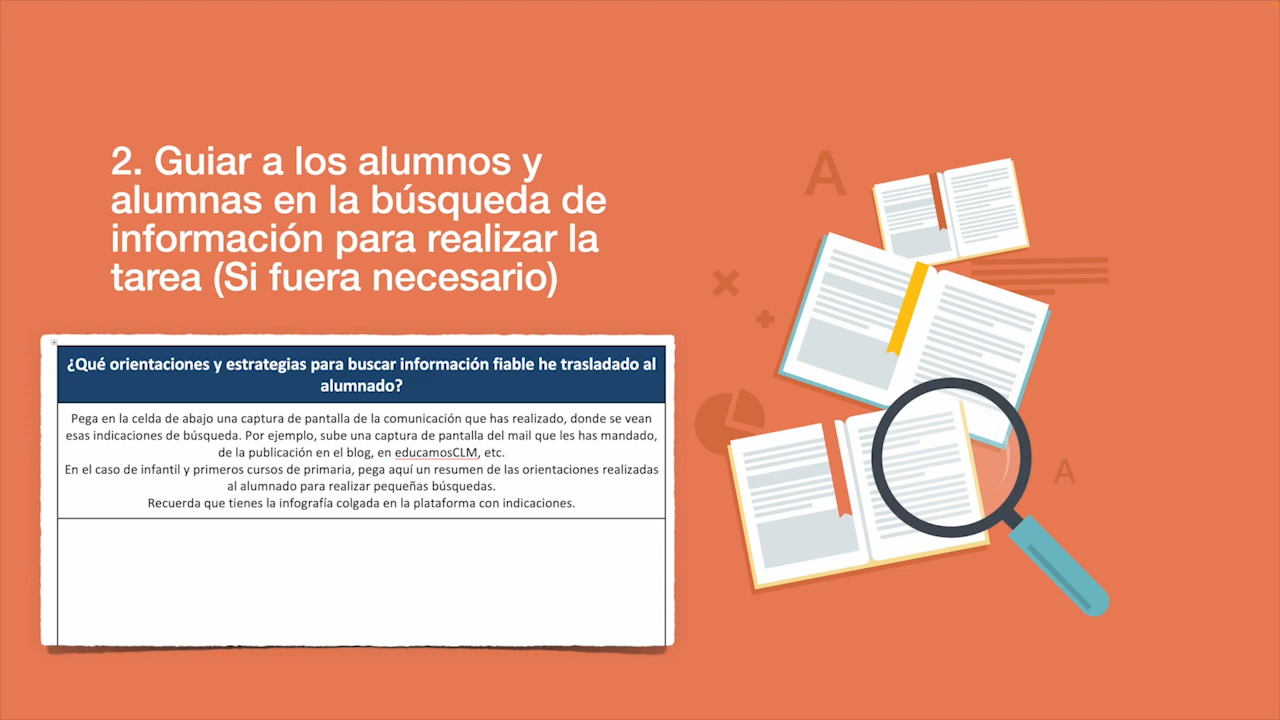 2. Guiar a los alumnos y
alumnas en la búsqueda de
información para realizar la
tarea (Si fuera necesario)
¿Qué orientaciones y estrategias para buscar información fiable he trasladado al
alumnado?
Pega en la celda de abajo una captura de pantalla de la comunicación que has realizado, donde se vean
esas indicaciones de búsqueda. Por ejemplo, sube una captura de pantalla del mail que les has mandado,
de la publicación en el blog, en educamosCLM, etc.
En el caso de infantil y primeros cursos de primaria, pega aquí un resumen de las orientaciones realizadas
al alumnado para realizar pequeñas búsquedas.
Recuerda que tienes la infografía colgada en la plataforma con indicaciones.
A
A